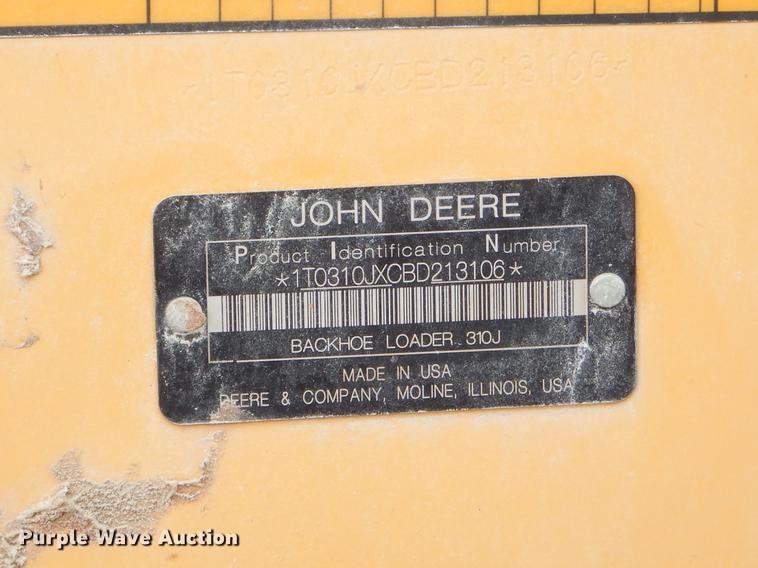 *1T0310JXCBD213106*
JOHN DEERE
Product Identification Number
*1T0310JXCBD213106*
BACKHOE LOADER 310J
MADE IN USA
DEERE & COMPANY, MOLINE, ILLINOIS, USA
Purple Wave Auction